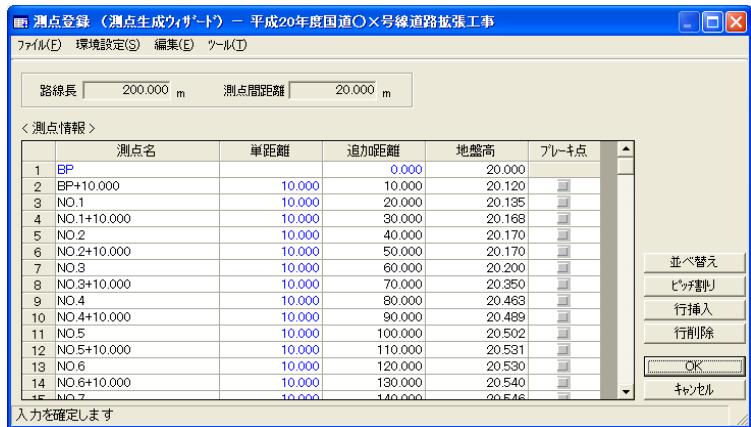 測点登録 （測点生成ｳｨｻﾞｰﾄﾞ） － 平成20年度国道〇×号線道路拡張工事
ﾌｧｲﾙ(F) 環境設定(S) 編集(E) ﾂｰﾙ(T)
路線長 200.000 m 測点間距離 20.000 m
＜測点情報＞
測点名 単距離 追加距離 地盤高 ﾌﾞﾚｰｷ点
1 BP 0.000 20.000
2 BP+10.000 10.000 10.000 20.120
3 NO.1 10.000 20.000 20.135
4 NO.1+10.000 10.000 30.000 20.168
5 NO.2 10.000 40.000 20.170
6 NO.2+10.000 10.000 50.000 20.170
7 NO.3 10.000 60.000 20.200
8 NO.3+10.000 10.000 70.000 20.350
9 NO.4 10.000 80.000 20.463
10 NO.4+10.000 10.000 90.000 20.489
11 NO.5 10.000 100.000 20.502
12 NO.5+10.000 10.000 110.000 20.531
13 NO.6 10.000 120.000 20.530
14 NO.6+10.000 10.000 130.000 20.540
15 NO.7 10.000 140.000 20.546
並べ替え
ﾋﾟｯﾁ割り
行挿入
行削除
OK
ｷｬﾝｾﾙ
入力を確定します